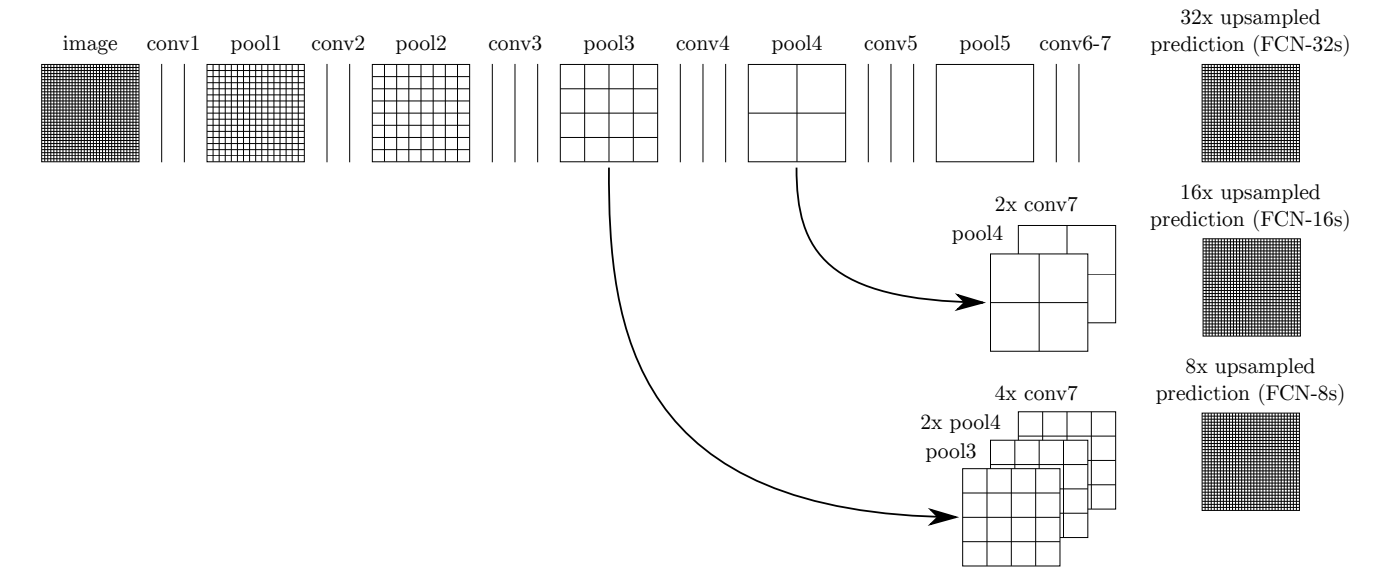 image conv1 pool1 conv2 pool2 conv3 pool3 conv4 pool4 conv5 pool5 conv6-7
32x upsampled
prediction (FCN-32s)
16x upsampled
prediction (FCN-16s)
2x conv7
pool4
8x upsampled
prediction (FCN-8s)
4x conv7
2x pool4
pool3